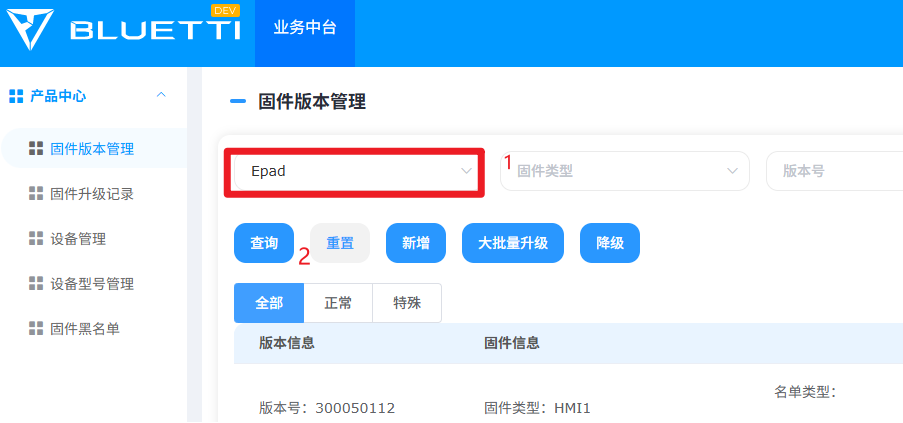 DEV
BLUETTI
业务中台
产品中心
固件版本管理
固件升级记录
设备管理
设备型号管理
固件黑名单
固件版本管理
Epad
1
固件类型
版本号
查询
2
重置
新增
大批量升级
降级
全部
正常
特殊
版本信息
固件信息
名单类型:
版本号: 300050112
固件类型: HMI1